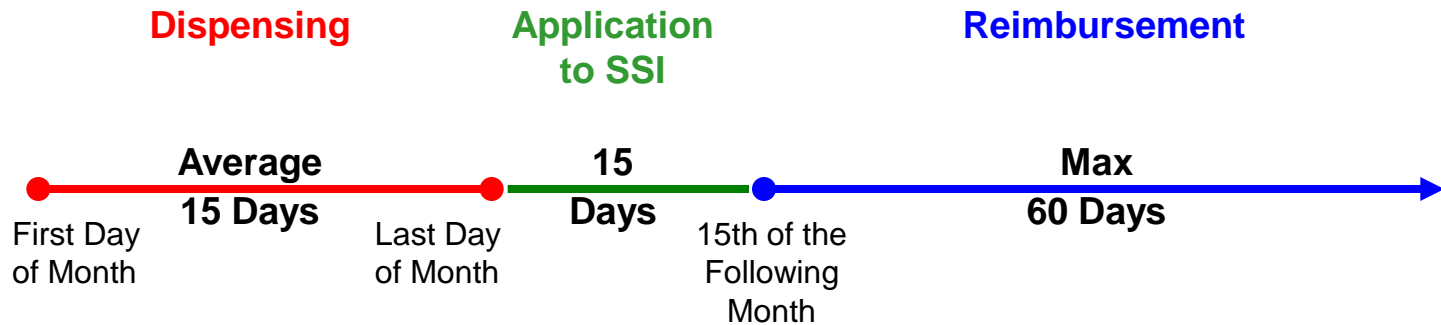 Dispensing
Application
to SSI
Reimbursement
Average
15 Days
15
Days
Max
60 Days
First Day
of Month
Last Day
of Month
15th of the
Following
Month